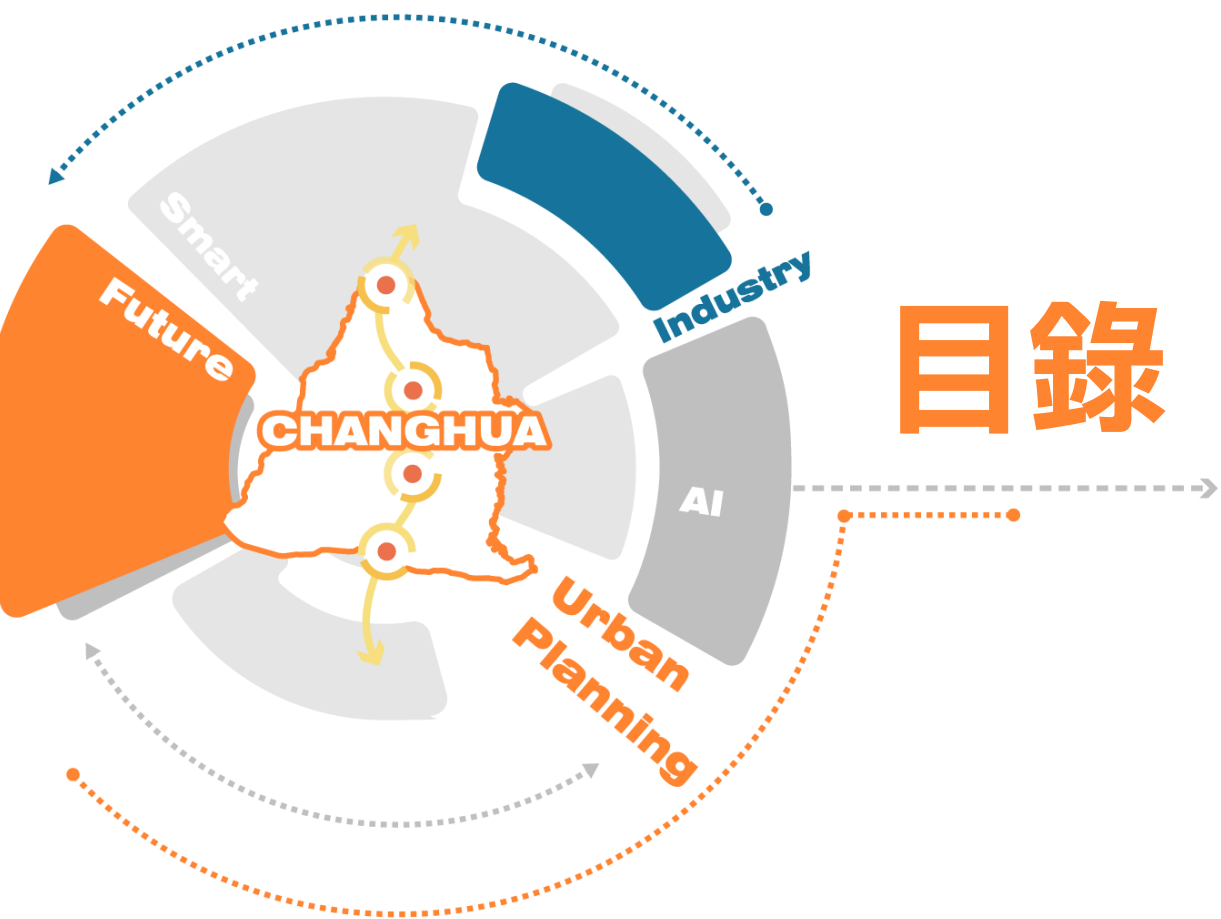 Smart
Future
Industry
目錄
CHANGHUA
AI
Urban
Planning